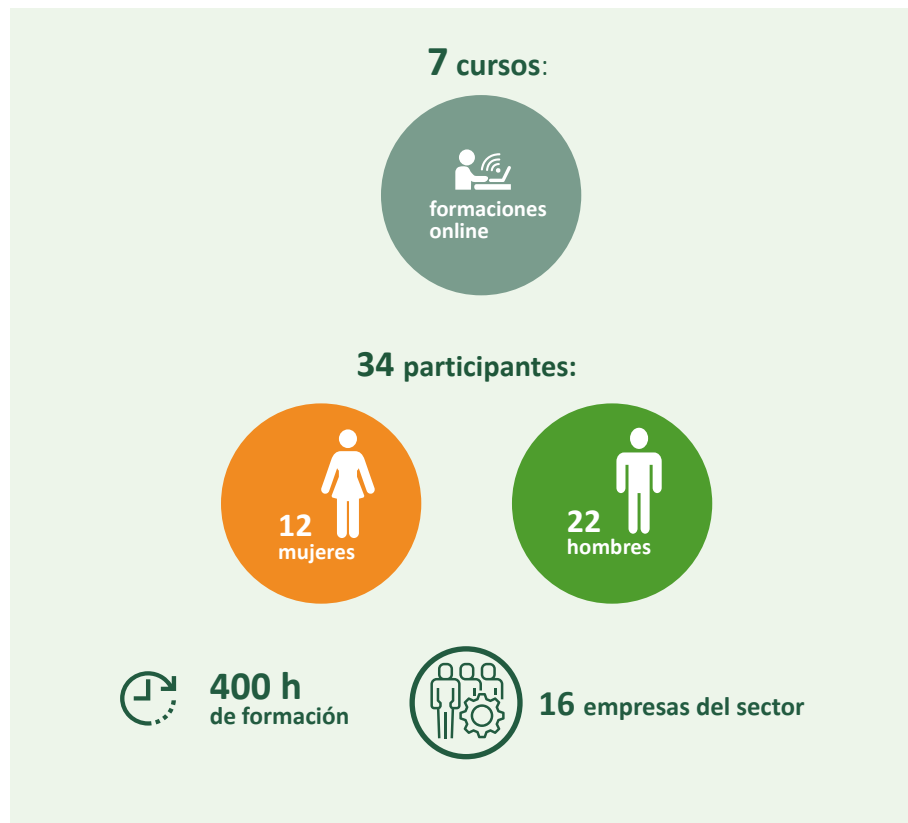 7 cursos:
formaciones
online
34 participantes:
12
mujeres
22
hombres
400 h
de formación
16 empresas del sector